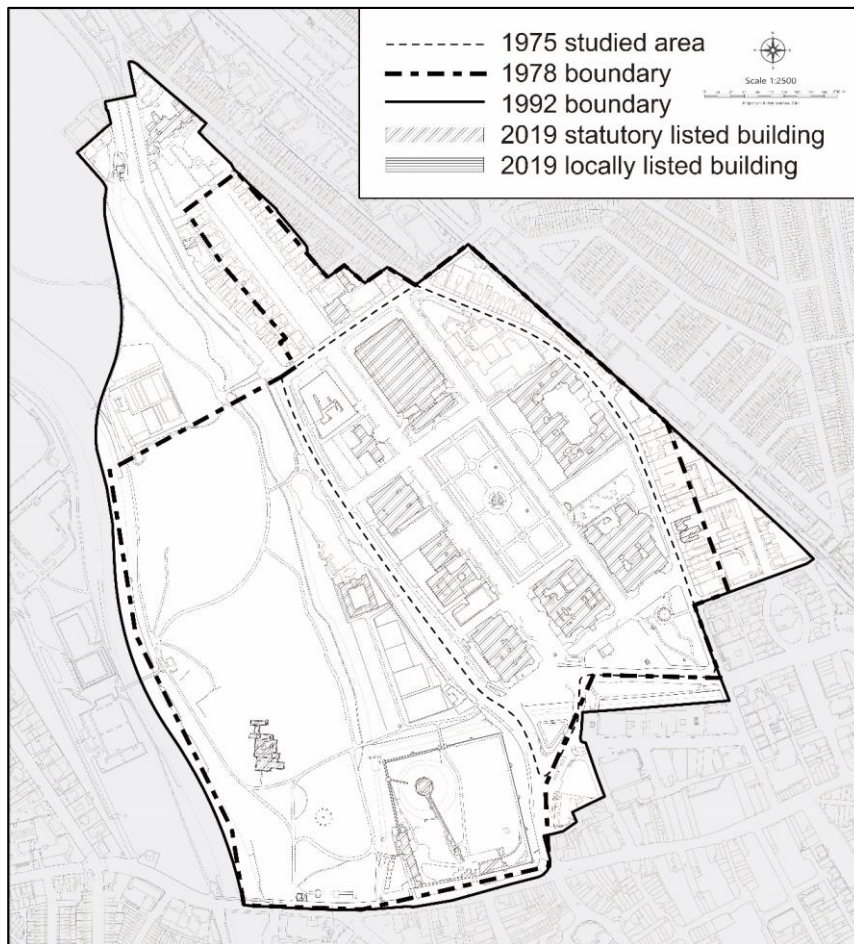 1975 studied area
1978 boundary
1992 boundary
2019 statutory listed building
2019 locally listed building
Scale 1:2500